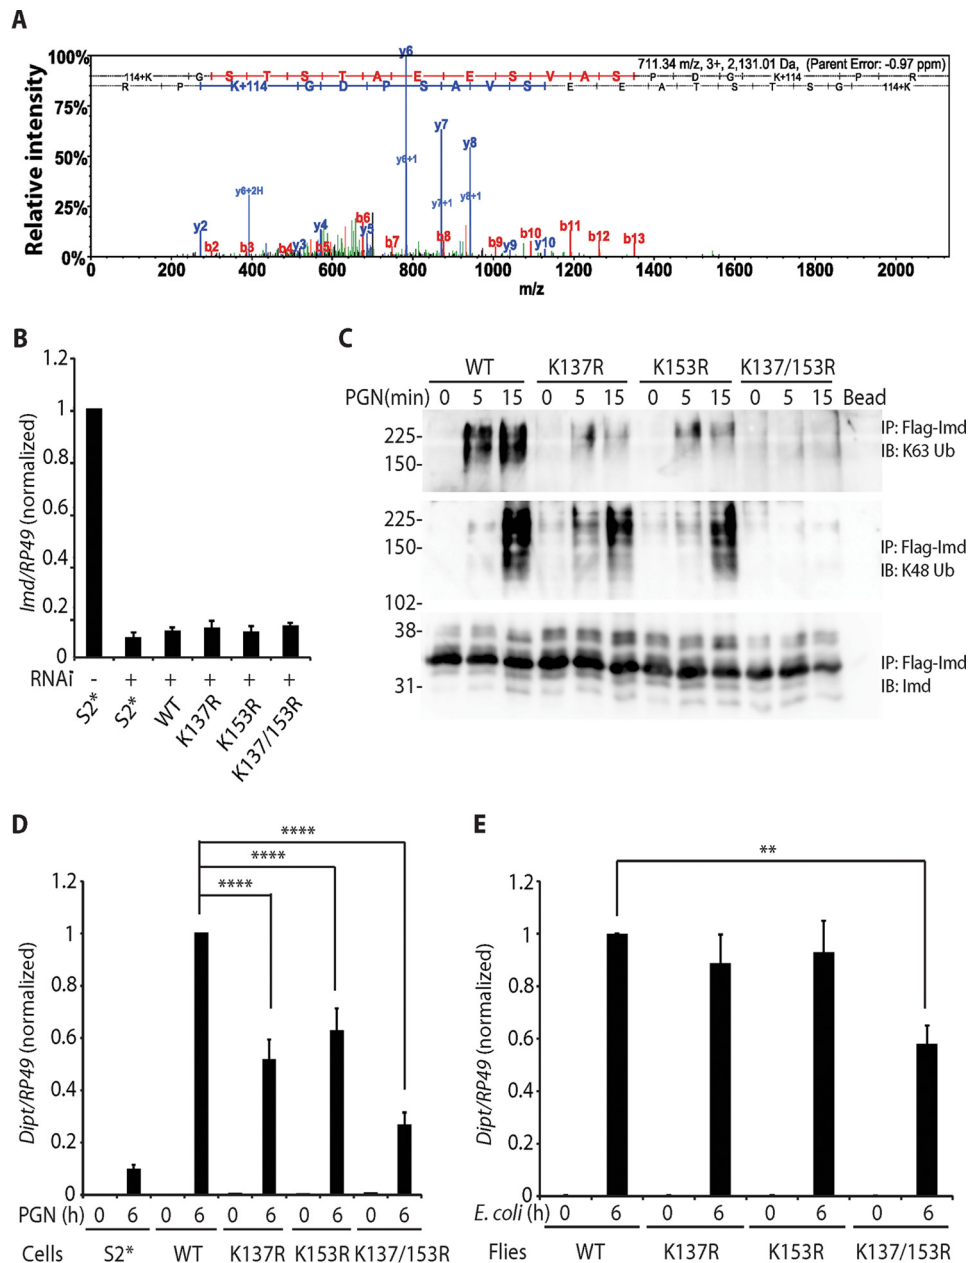 A
100%
75%
50%
25%
0%
Relative intensity
711.34 m/z, 3+, 2,131.01 Da, (Parent Error: -0.97 ppm)
114+K G S T S T A E E S V A S P D G K+114 P R
R P K+114 G D P S A V S E E A T S T S G 114+K
y6
y7
y8
y6+1
y7+1
y8+1
y6+2H
y2
b2
b3
b4
y3
b5
y4
b6
y5
b7
b8
b9
y9
b10
y10
b11
b12
b13
0 200 400 600 800 1000 1200 1400 1600 1800 2000
m/z
B
Imd/RP49 (normalized)
1.2
1
0.8
0.6
0.4
0.2
0
RNAi - + + + + +
S2* S2* WT K137R K153R K137/153R
C
WT K137R K153R K137/153R
PGN(min) 0 5 15 0 5 15 0 5 15 0 5 15 Bead
225-
150-
IP: Flag-Imd
IB: K63 Ub
225-
150-
102-
IP: Flag-Imd
IB: K48 Ub
38-
31-
IP: Flag-Imd
IB: Imd
D
****
****
****
Dipt/RP49 (normalized)
1.2
1
0.8
0.6
0.4
0.2
0
PGN (h) 0 6 0 6 0 6 0 6 0 6
Cells S2* WT K137R K153R K137/153R
E
**
Dipt/RP49 (normalized)
1.2
1
0.8
0.6
0.4
0.2
0
E. coli (h) 0 6 0 6 0 6 0 6
Flies WT K137R K153R K137/153R